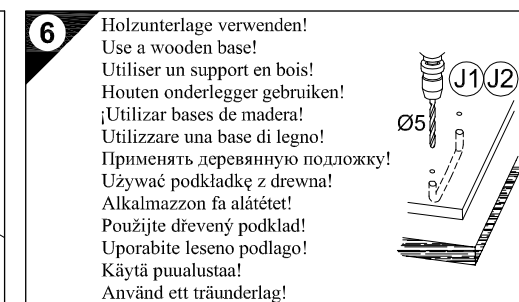 6
Holzunterlage verwenden!
Use a wooden base!
Utiliser un support en bois!
Houten onderlegger gebruiken!
¡Utilizar bases de madera!
Utilizzare una base di legno!
Применять деревянную подложку!
Używać podkładkę z drewna!
Alkalmazzon fa alátétet!
Použijte dřevený podklad!
Uporabite leseno podlago!
Käytä puualustaa!
Använd ett träunderlag!
J1 J2
Ø5